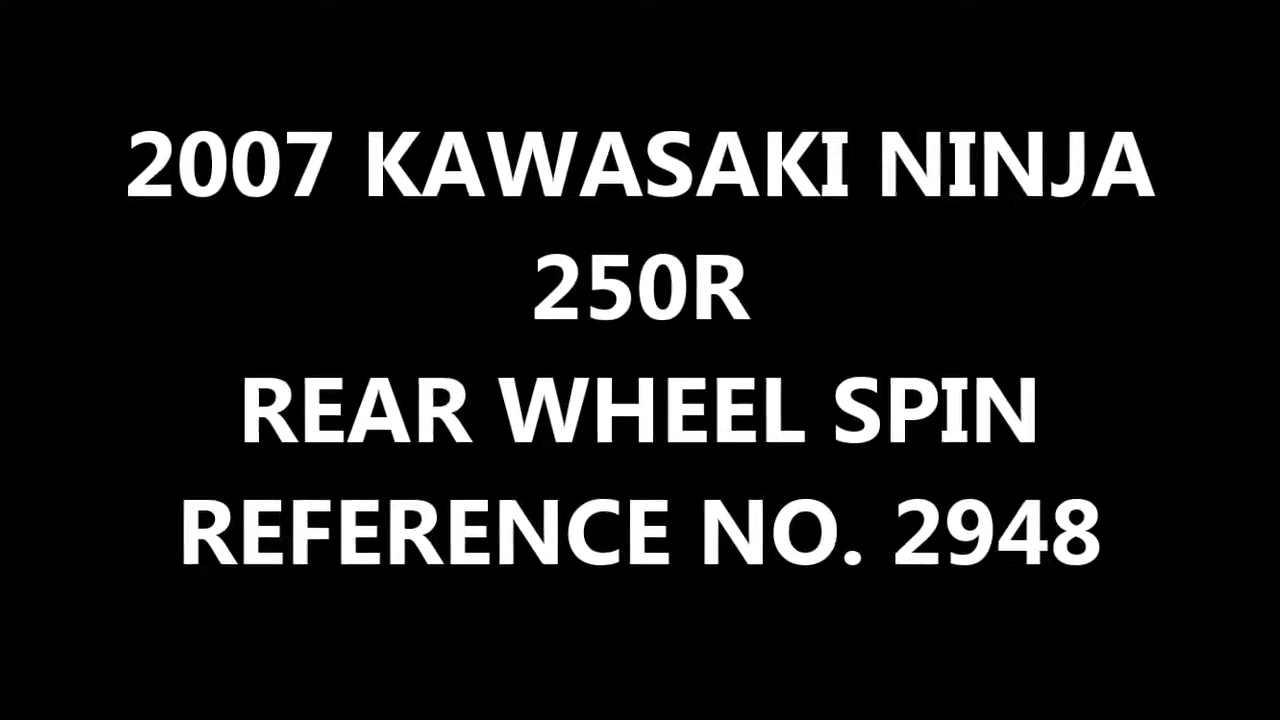 2007 KAWASAKI NINJA
250R
REAR WHEEL SPIN
REFERENCE NO. 2948